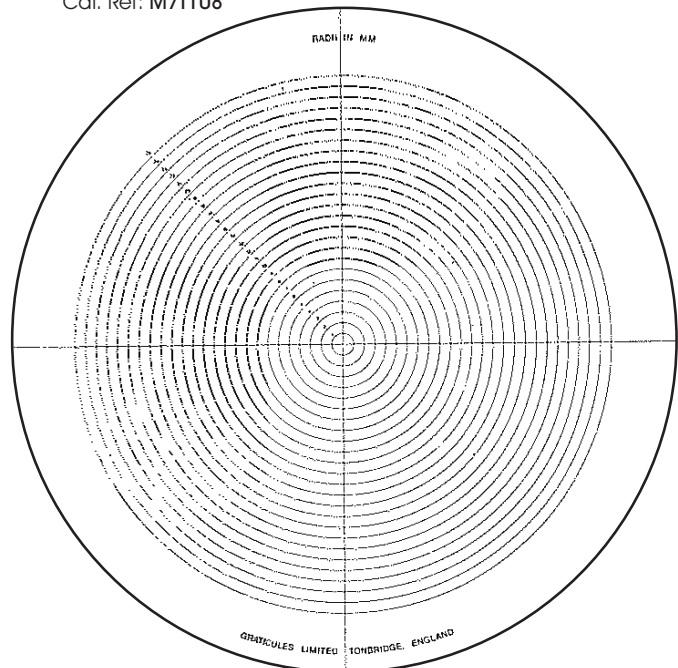 Cat. Ref: M71108
RADII IN MM
GRATICULES LIMITED TONBRIDGE, ENGLAND